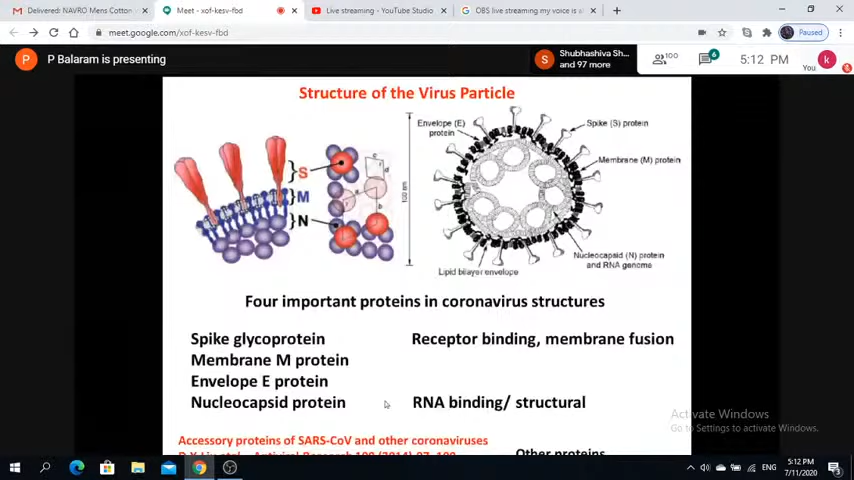 Delivered: NAVRO Mens Cotton
Meet - xof-kesv-fbd
Live streaming - YouTube Studio
OBS live streaming my voice is a
meet.google.com/xof-kesv-fbd
Paused
P
P Balaram is presenting
S
Shubhashiva Sh...
and 97 more
100
6
5:12 PM
k
You
Structure of the Virus Particle
Envelope (E)
protein
Spike (S) protein
Membrane (M) protein
S
M
N
100 nm
Nucleocapsid (N) protein
and RNA genome
Lipid bilayer envelope
Four important proteins in coronavirus structures
Spike glycoprotein
Receptor binding, membrane fusion
Membrane M protein
Envelope E protein
Nucleocapsid protein
RNA binding/ structural
Activate Windows
Go to Settings to activate Windows.
Accessory proteins of SARS-CoV and other coronaviruses
Other proteins
ENG
5:12 PM
7/11/2020